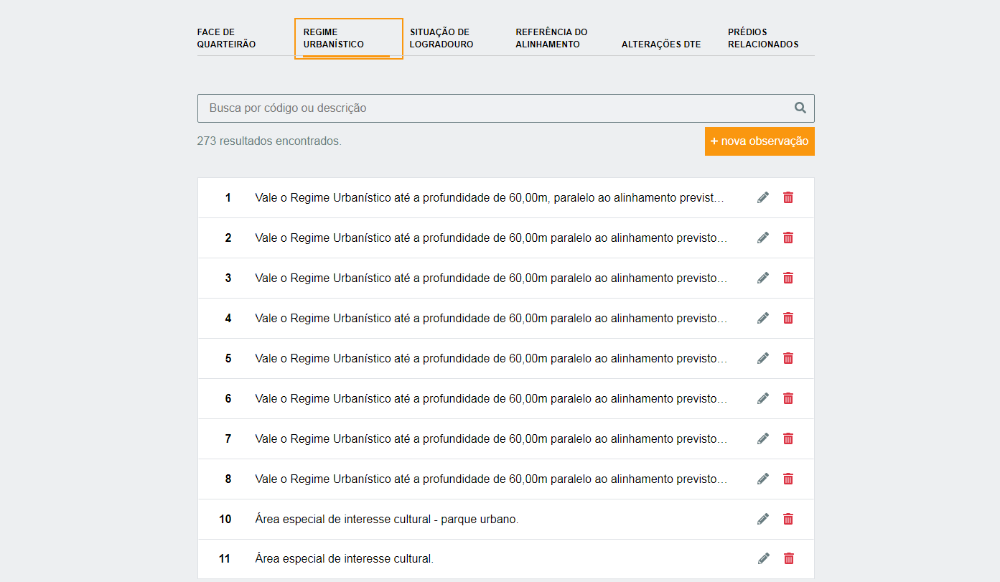 FACE DE
QUARTEIRÃO
REGIME
URBANÍSTICO
SITUAÇÃO DE
LOGRADOURO
REFERÊNCIA DO
ALINHAMENTO
ALTERAÇÕES DTE
PRÉDIOS
RELACIONADOS
Busca por código ou descrição
273 resultados encontrados.
+ nova observação
1 Vale o Regime Urbanístico até a profundidade de 60,00m, paralelo ao alinhamento previst…
2 Vale o Regime Urbanístico até a profundidade de 60,00m paralelo ao alinhamento previsto…
3 Vale o Regime Urbanístico até a profundidade de 60,00m paralelo ao alinhamento previsto…
4 Vale o Regime Urbanístico até a profundidade de 60,00m paralelo ao alinhamento previsto…
5 Vale o Regime Urbanístico até a profundidade de 60,00m paralelo ao alinhamento previsto…
6 Vale o Regime Urbanístico até a profundidade de 60,00m paralelo ao alinhamento previsto…
7 Vale o Regime Urbanístico até a profundidade de 60,00m paralelo ao alinhamento previsto…
8 Vale o Regime Urbanístico até a profundidade de 60,00m paralelo ao alinhamento previsto…
10 Área especial de interesse cultural - parque urbano.
11 Área especial de interesse cultural.